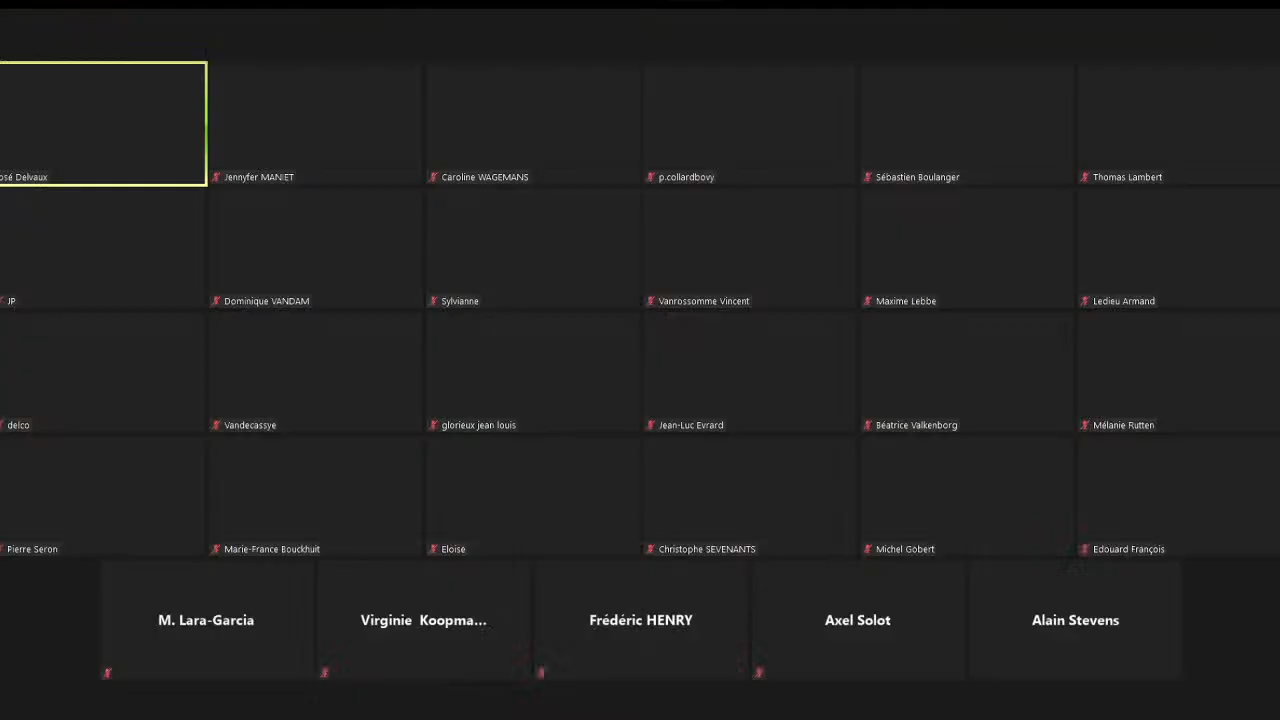 osé Delvaux
Jennyfer MANIET
Caroline WAGEMANS
p.collardbovy
Sébastien Boulanger
Thomas Lambert
JP
Dominique VANDAM
Sylvianne
Vanrossomme Vincent
Maxime Lebbe
Ledieu Armand
delco
Vandecassye
glorieux jean louis
Jean-Luc Evrard
Béatrice Valkenborg
Mélanie Rutten
Pierre Seron
Marie-France Bouckhuit
Eloise
Christophe SEVENANTS
Michel Gobert
Edouard François
M. Lara-Garcia
Virginie Koopma...
Frédéric HENRY
Axel Solot
Alain Stevens